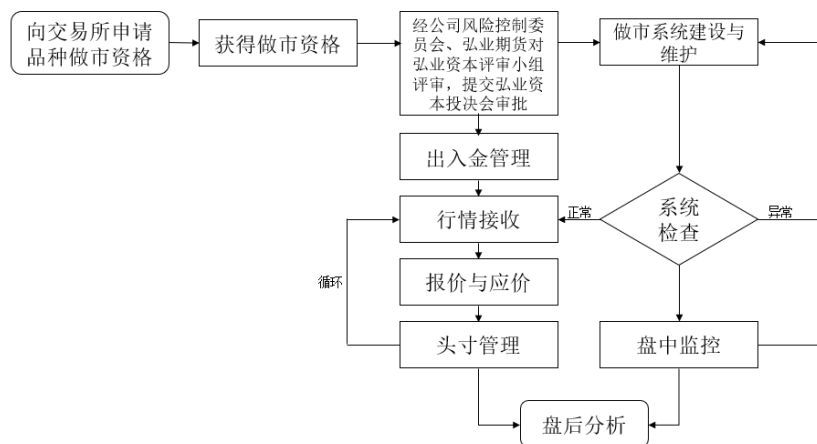 向交易所申请
品种做市资格
获得做市资格
经公司风险控制委
员会、弘业期货对
弘业资本评审小组
评审，提交弘业资
本投决会审批
做市系统建设与
维护
出入金管理
行情接收
正常
系统
检查
异常
循环
报价与应价
头寸管理
盘中监控
盘后分析